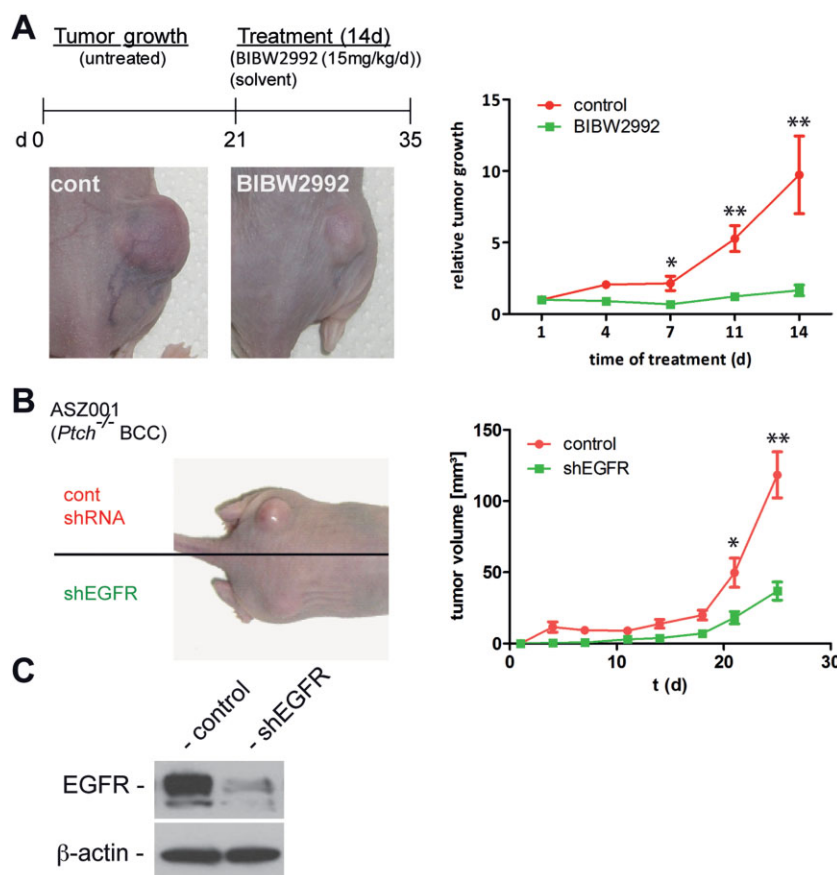 A
Tumor growth
(untreated)
Treatment (14d)
(BIBW2992 (15mg/kg/d))
(solvent)
d 0
21
35
cont
BIBW2992
control
BIBW2992
relative tumor growth
15
10
5
0
*
**
**
1 4 7 11 14
time of treatment (d)
B
ASZ001
(Ptch-/- BCC)
cont
shRNA
shEGFR
control
shEGFR
tumor volume [mm³]
150
100
50
0
*
**
0 10 20 30
t (d)
C
- control
- shEGFR
EGFR -
β-actin -